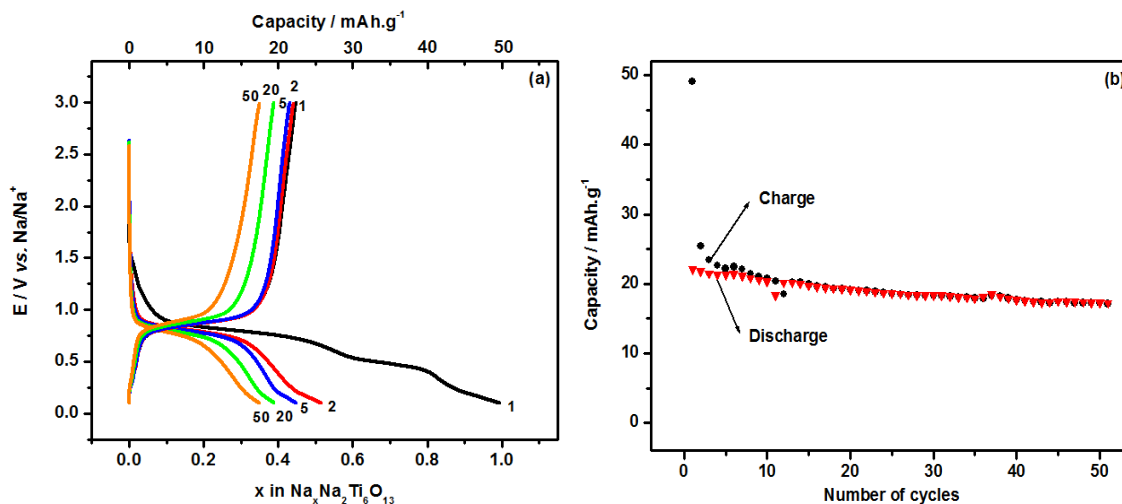 Capacity / mAh.g⁻¹
0 10 20 30 40 50
(a)
50 20 5 2 1
3.0
2.5
2.0
1.5
1.0
0.5
0.0
E / V vs. Na/Na⁺
50 20 5 2 1
0.0 0.2 0.4 0.6 0.8 1.0
x in NaₓNa₂Ti₆O₁₃
(b)
50
40
30
20
10
0
Capacity / mAh.g⁻¹
Charge
Discharge
0 10 20 30 40 50
Number of cycles